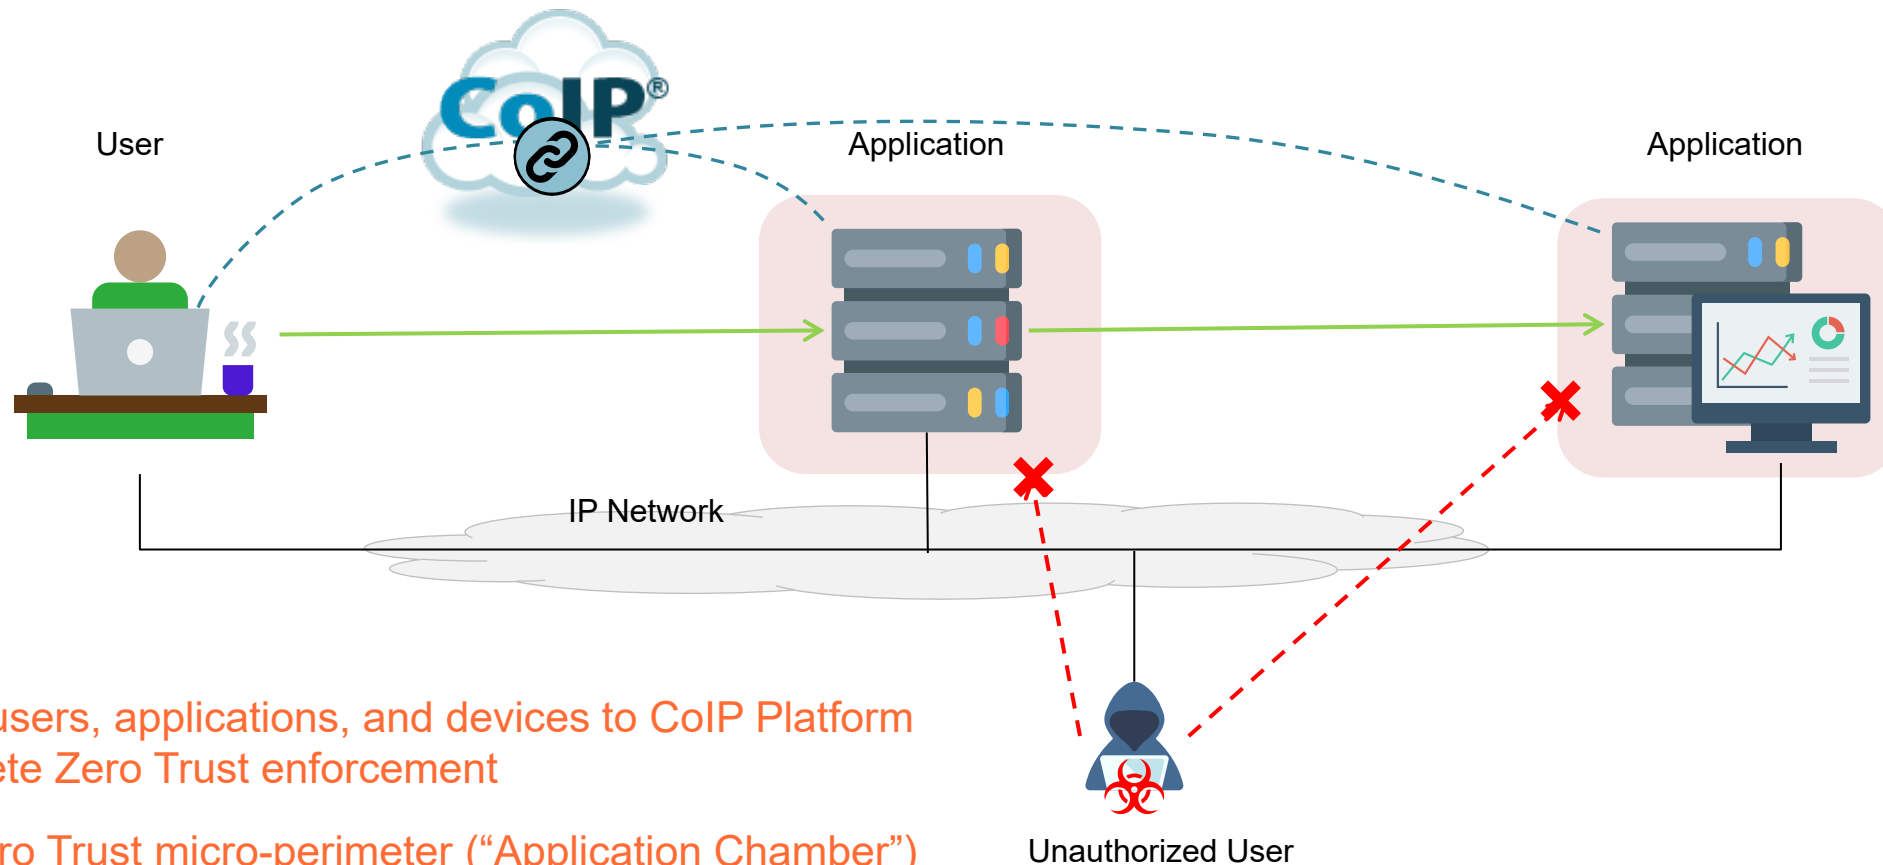 CoIP®
User
Application
Application
IP Network
users, applications, and devices to CoIP Platform
ete Zero Trust enforcement
ro Trust micro-perimeter (“Application Chamber”)
Unauthorized User